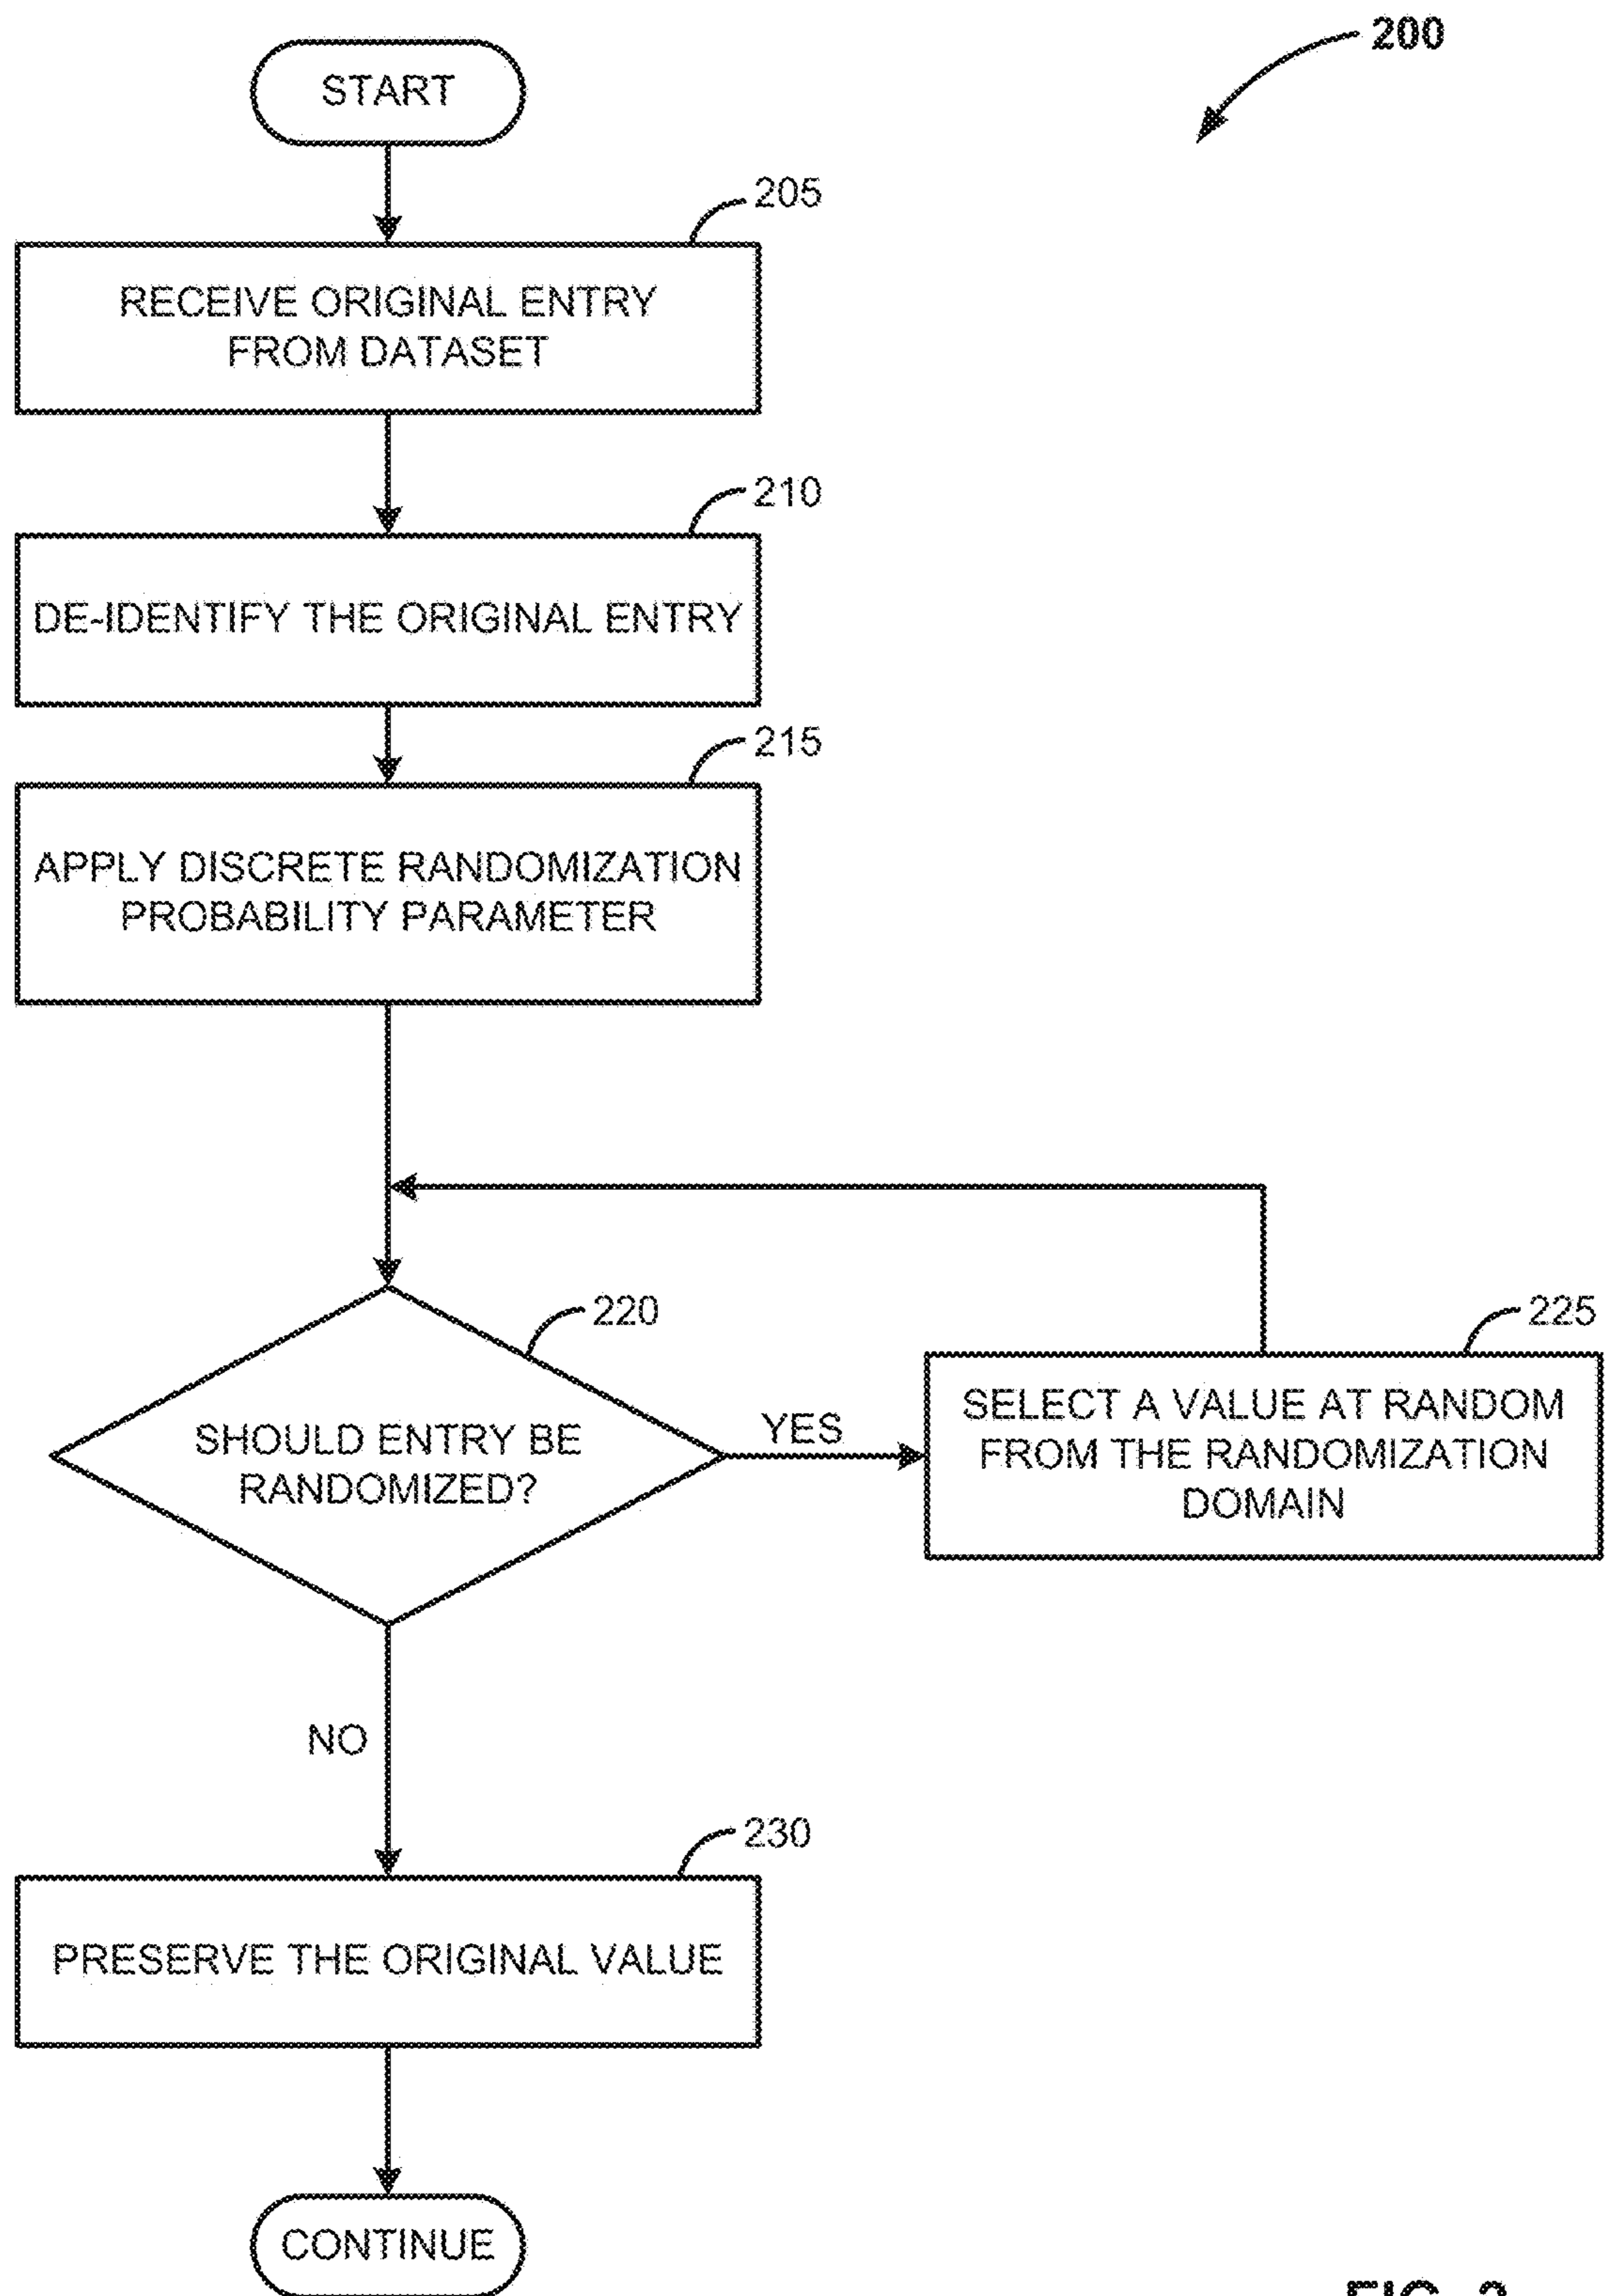 200
START
205
RECEIVE ORIGINAL ENTRY
FROM DATASET
210
DE-IDENTIFY THE ORIGINAL ENTRY
215
APPLY DISCRETE RANDOMIZATION
PROBABILITY PARAMETER
220
SHOULD ENTRY BE
RANDOMIZED?
YES
225
SELECT A VALUE AT RANDOM
FROM THE RANDOMIZATION
DOMAIN
NO
230
PRESERVE THE ORIGINAL VALUE
CONTINUE
FIG.